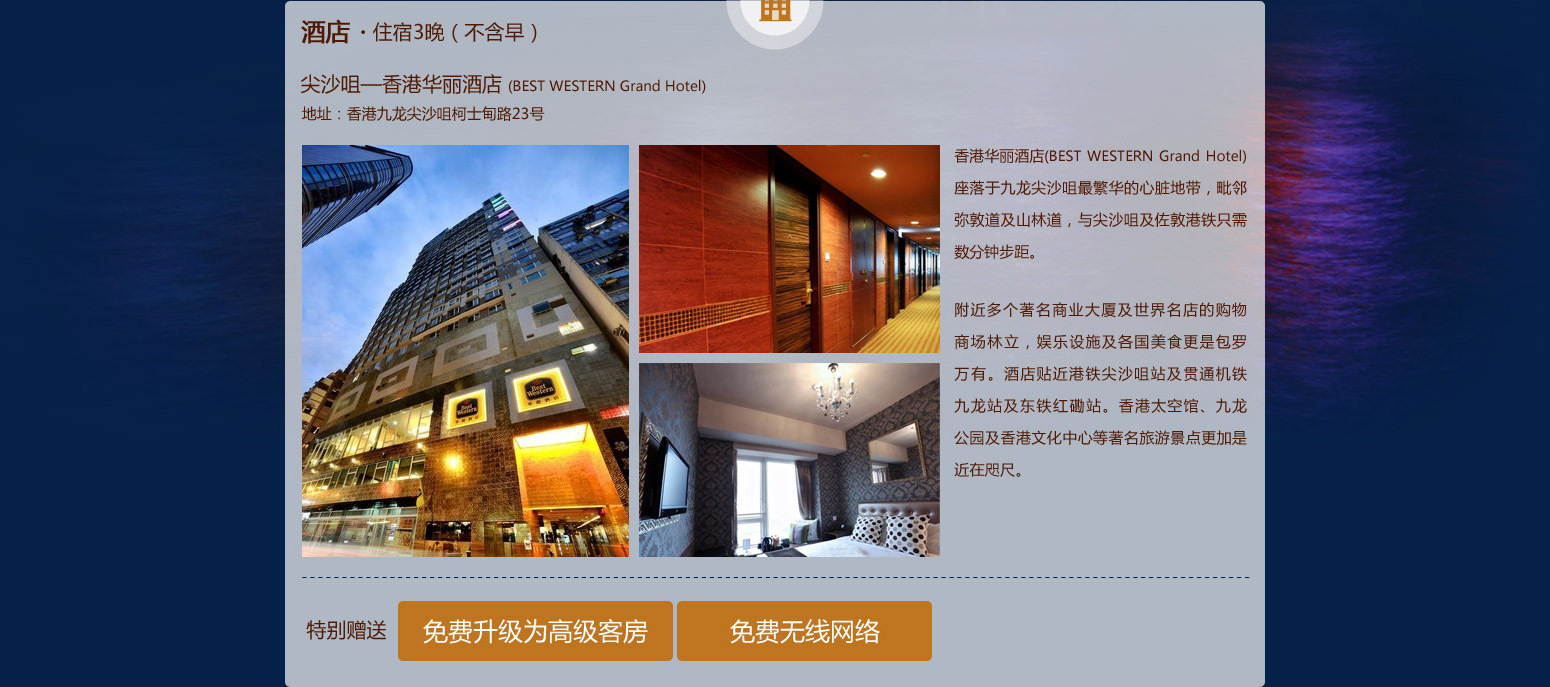 酒店·住宿3晚（不含早）
尖沙咀—香港华丽酒店 (BEST WESTERN Grand Hotel)
地址：香港九龙尖沙咀柯士甸路23号
香港华丽酒店(BEST WESTERN Grand Hotel)
座落于九龙尖沙咀最繁华的心脏地带，毗邻
弥敦道及山林道，与尖沙咀及佐敦港铁只需
数分钟步距。
附近多个著名商业大厦及世界名店的购物
商场林立，娱乐设施及各国美食更是包罗
万有。酒店贴近港铁尖沙咀站及贯通机铁
九龙站及东铁红磡站。香港太空馆、九龙
公园及香港文化中心等著名旅游景点更加是
近在咫尺。
Best
Western
Best
Western
特别赠送 免费升级为高级客房 免费无线网络